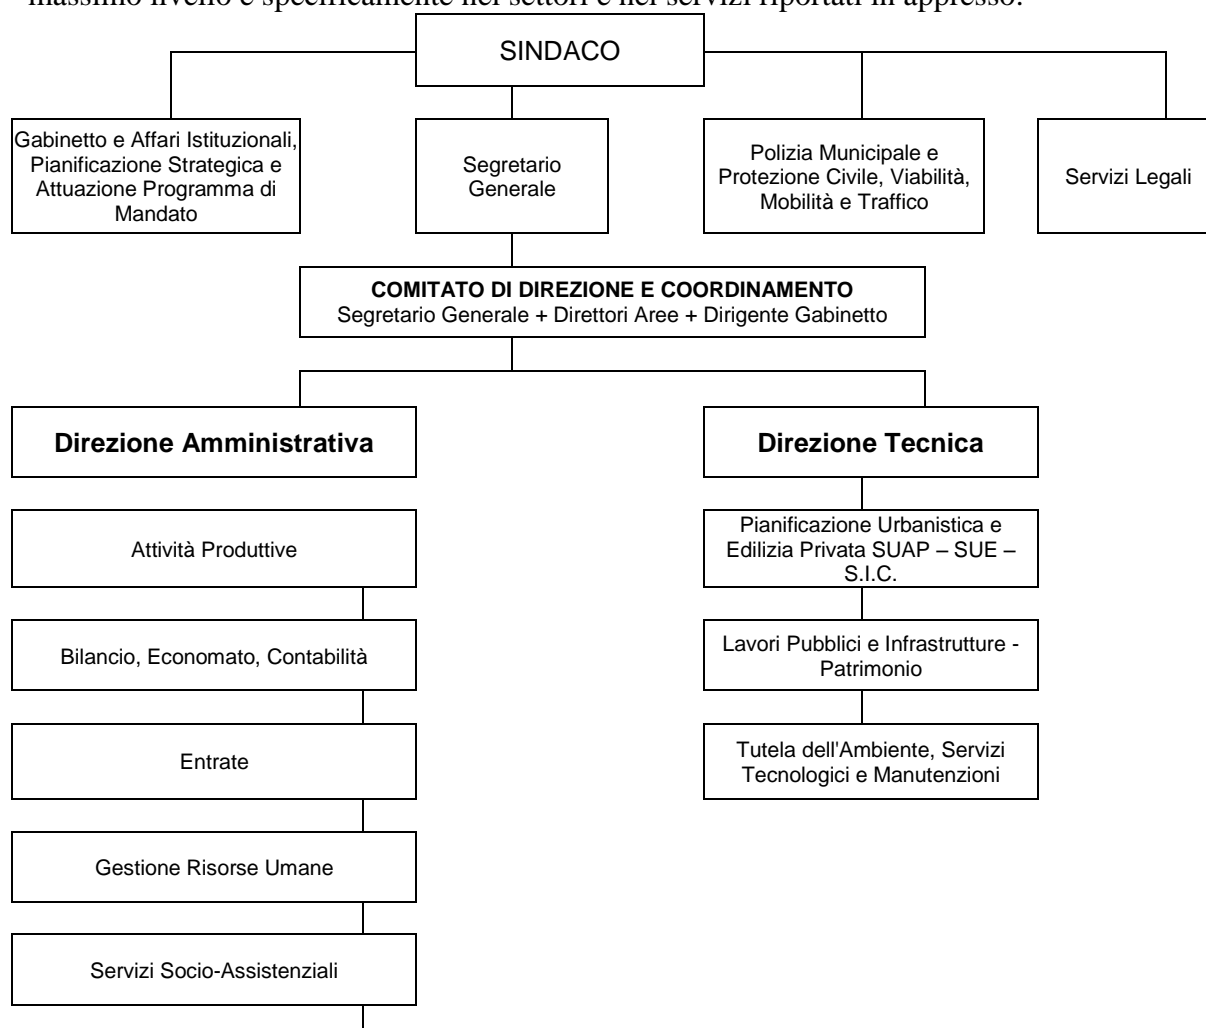 massimo livello e specificamente nei settori e nei servizi riportati in appresso:
SINDACO
Gabinetto e Affari Istituzionali,
Pianificazione Strategica e
Attuazione Programma di
Mandato
Segretario
Generale
Polizia Municipale e
Protezione Civile, Viabilità,
Mobilità e Traffico
Servizi Legali
COMITATO DI DIREZIONE E COORDINAMENTO
Segretario Generale + Direttori Aree + Dirigente Gabinetto
Direzione Amministrativa
Direzione Tecnica
Attività Produttive
Pianificazione Urbanistica e
Edilizia Privata SUAP – SUE –
S.I.C.
Bilancio, Economato, Contabilità
Lavori Pubblici e Infrastrutture -
Patrimonio
Entrate
Tutela dell'Ambiente, Servizi
Tecnologici e Manutenzioni
Gestione Risorse Umane
Servizi Socio-Assistenziali